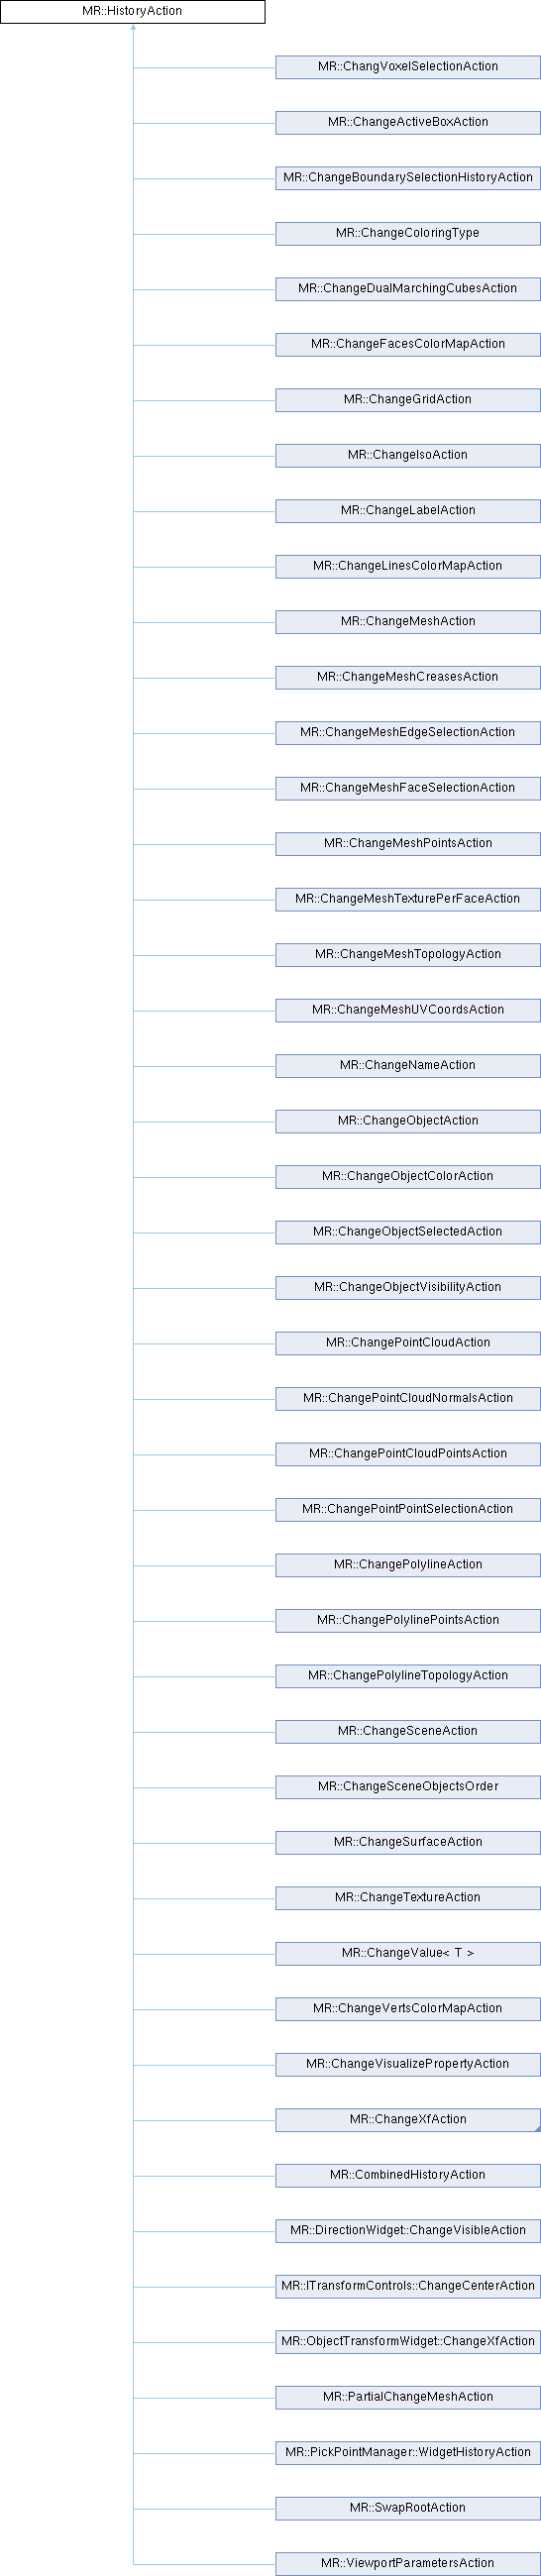 MR::HistoryAction
MR::ChangVoxelSelectionAction
MR::ChangeActiveBoxAction
MR::ChangeBoundarySelectionHistoryAction
MR::ChangeColoringType
MR::ChangeDualMarchingCubesAction
MR::ChangeFacesColorMapAction
MR::ChangeGridAction
MR::ChangeIsoAction
MR::ChangeLabelAction
MR::ChangeLinesColorMapAction
MR::ChangeMeshAction
MR::ChangeMeshCreasesAction
MR::ChangeMeshEdgeSelectionAction
MR::ChangeMeshFaceSelectionAction
MR::ChangeMeshPointsAction
MR::ChangeMeshTexturePerFaceAction
MR::ChangeMeshTopologyAction
MR::ChangeMeshUVCoordsAction
MR::ChangeNameAction
MR::ChangeObjectAction
MR::ChangeObjectColorAction
MR::ChangeObjectSelectedAction
MR::ChangeObjectVisibilityAction
MR::ChangePointCloudAction
MR::ChangePointCloudNormalsAction
MR::ChangePointCloudPointsAction
MR::ChangePointPointSelectionAction
MR::ChangePolylineAction
MR::ChangePolylinePointsAction
MR::ChangePolylineTopologyAction
MR::ChangeSceneAction
MR::ChangeSceneObjectsOrder
MR::ChangeSurfaceAction
MR::ChangeTextureAction
MR::ChangeValue< T >
MR::ChangeVertsColorMapAction
MR::ChangeVisualizePropertyAction
MR::ChangeXfAction
MR::CombinedHistoryAction
MR::DirectionWidget::ChangeVisibleAction
MR::ITransformControls::ChangeCenterAction
MR::ObjectTransformWidget::ChangeXfAction
MR::PartialChangeMeshAction
MR::PickPointManager::WidgetHistoryAction
MR::SwapRootAction
MR::ViewportParametersAction